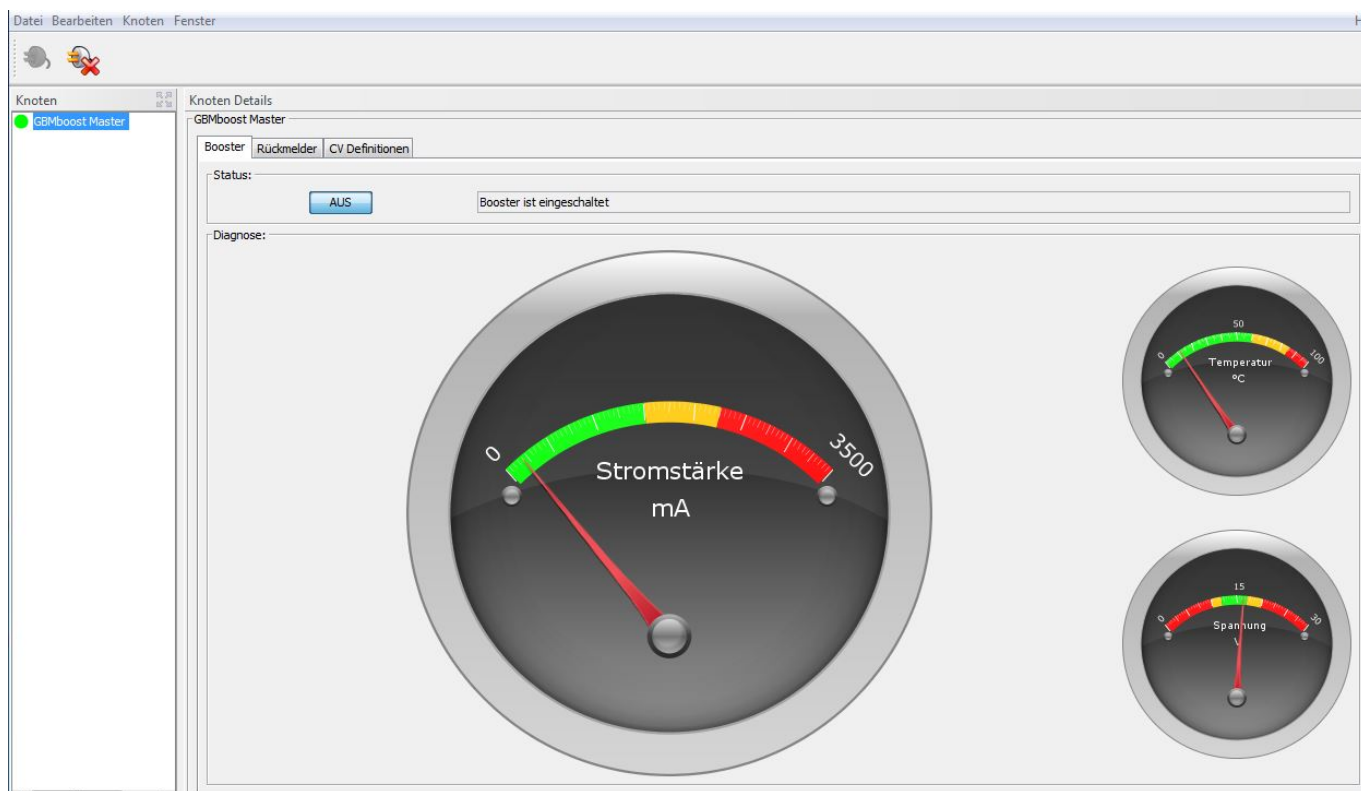 Datei Bearbeiten Knoten Fenster
Knoten
GBMboost Master
Knoten Details
GBMboost Master
Booster Rückmelder CV Definitionen
Status:
AUS Booster ist eingeschaltet
Diagnose:
0 3500
Stromstärke
mA
0 50 100
Temperatur
°C
0 15 30
Spannung
V